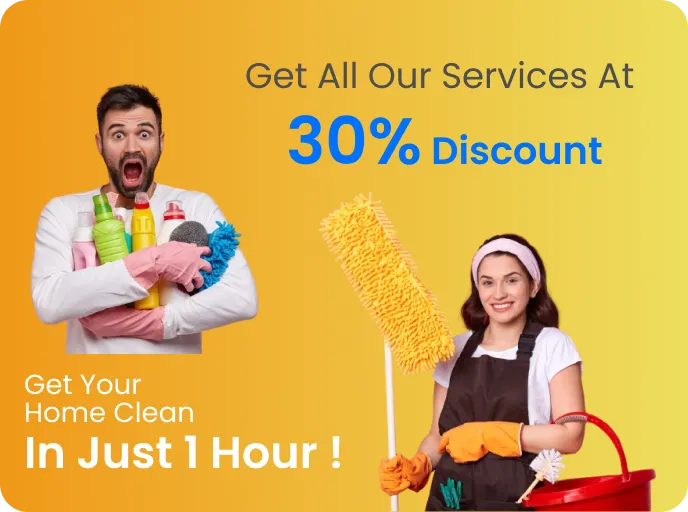 Get All Our Services At
30% Discount
Get Your
Home Clean
In Just 1 Hour !